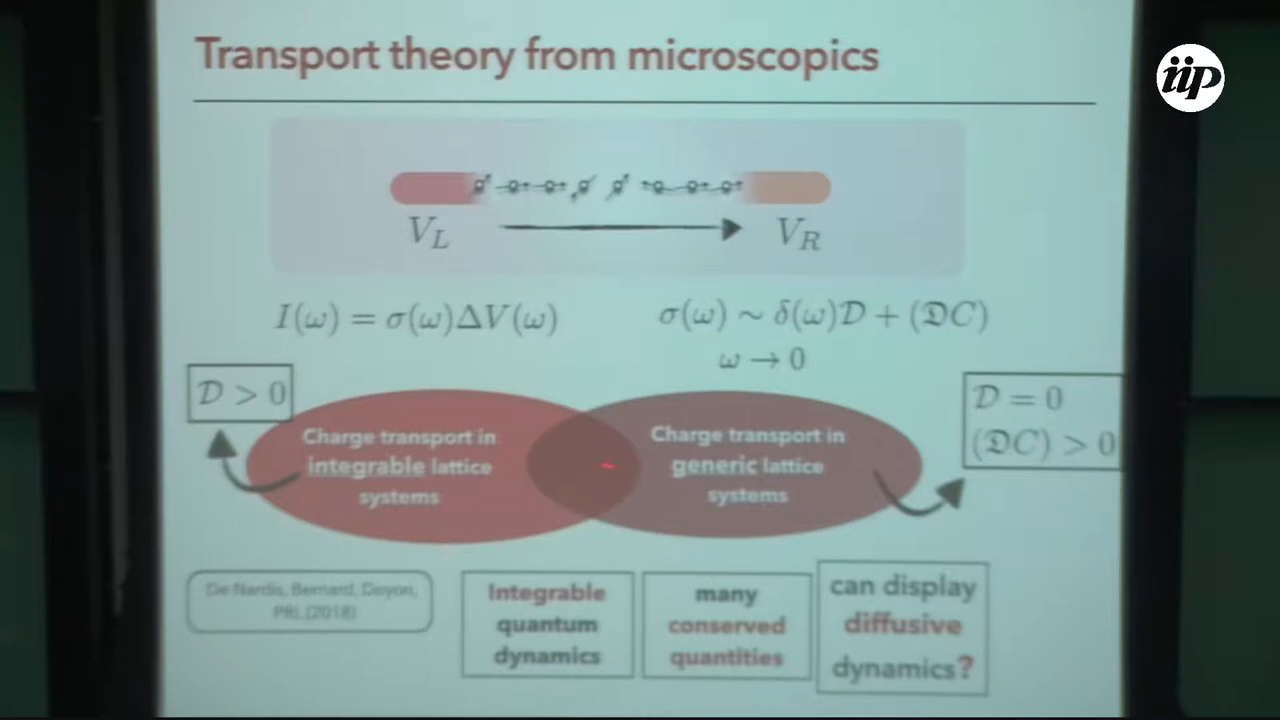 Transport theory from microscopics
iip
V_L
V_R
I(ω) = σ(ω)ΔV(ω)
σ(ω) ∼ δ(ω)𝒟 + (𝔇C)
ω → 0
𝒟 > 0
𝒟 = 0
(𝔇C) > 0
Charge transport in
integrable lattice
systems
Charge transport in
generic lattice
systems
De Nardis, Bernard, Doyon,
PRL (2018)
Integrable
quantum
dynamics
many
conserved
quantities
can display
diffusive
dynamics?